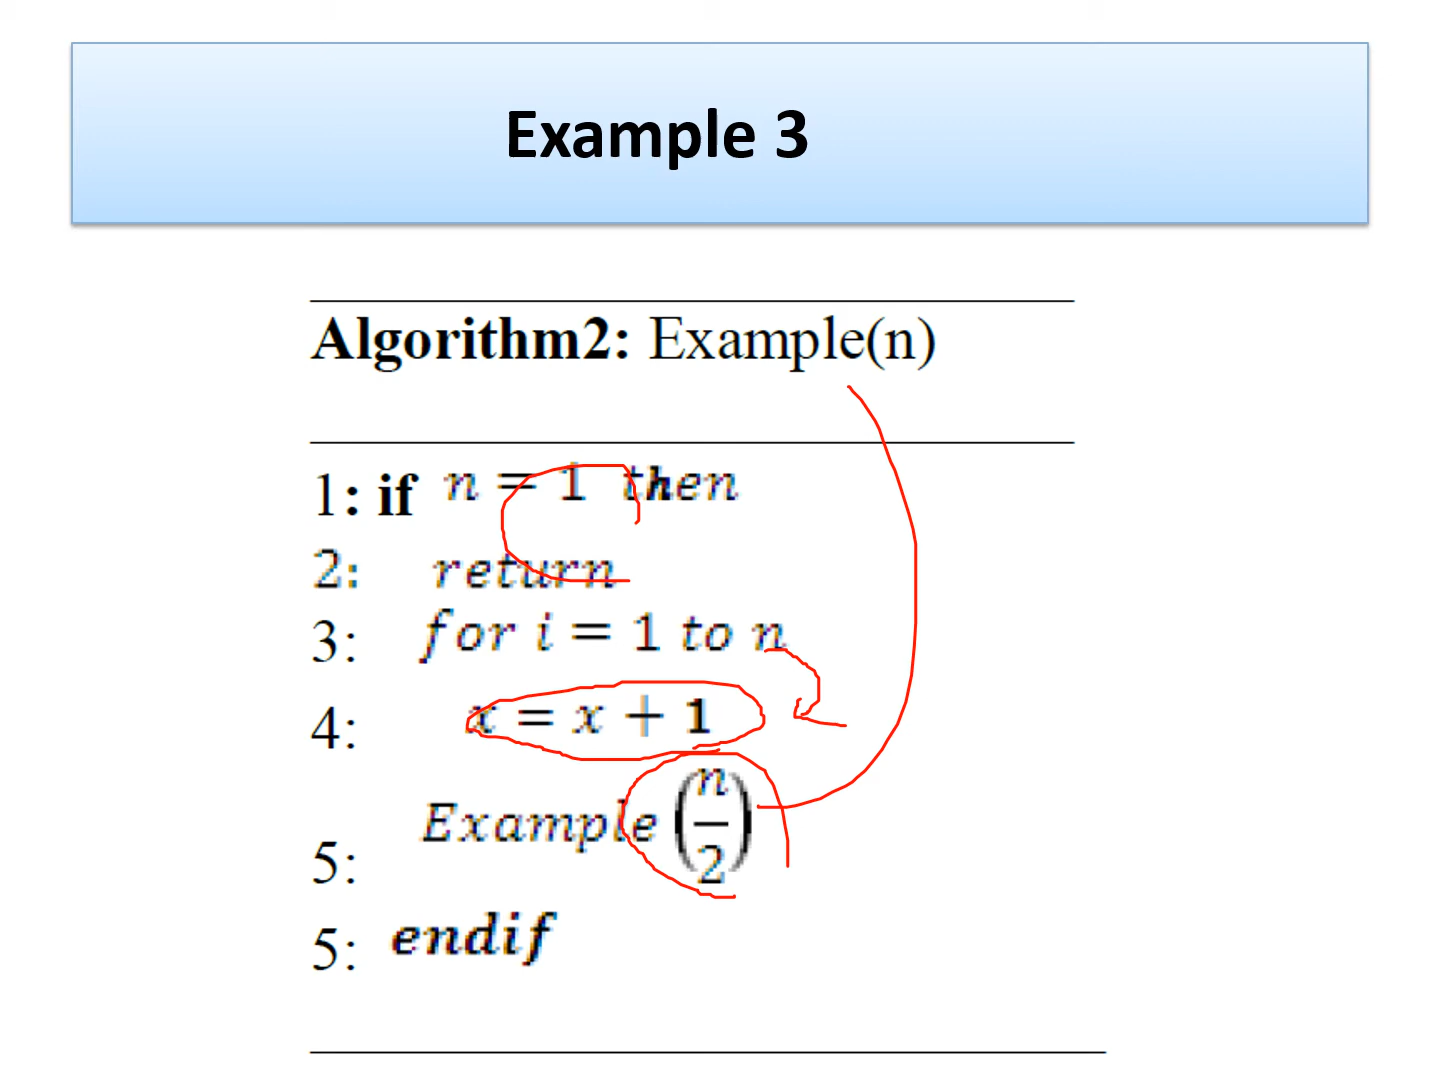 Example 3
Algorithm2: Example(n)
1: if n = 1 then
2: return
3: for i = 1 to n
4: x = x + 1
5: Example (n/2)
5: endif